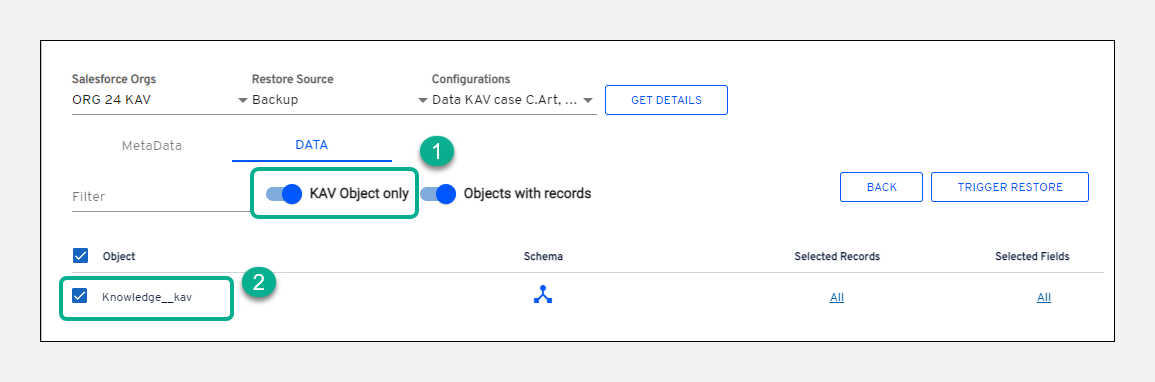 Salesforce Orgs Restore Source Configurations
ORG 24 KAV Backup Data KAV case C.Art, ... GET DETAILS
MetaData DATA 1
Filter KAV Object only Objects with records BACK TRIGGER RESTORE
Object Schema Selected Records Selected Fields
2
Knowledge__kav All All